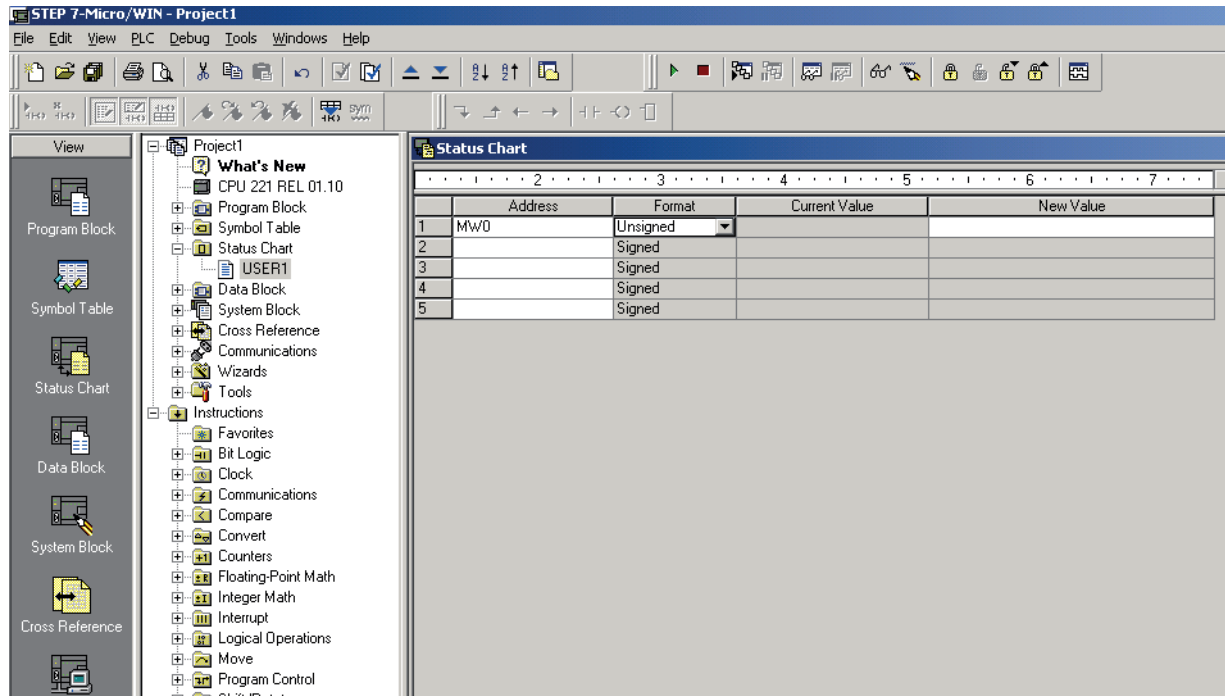 STEP 7-Micro/WIN - Project1
File Edit View PLC Debug Tools Windows Help
sym
View
Program Block
Symbol Table
Status Chart
Data Block
System Block
Cross Reference
Project1
What's New
CPU 221 REL 01.10
Program Block
Symbol Table
Status Chart
USER1
Data Block
System Block
Cross Reference
Communications
Wizards
Tools
Instructions
Favorites
Bit Logic
Clock
Communications
Compare
Convert
Counters
Floating-Point Math
Integer Math
Interrupt
Logical Operations
Move
Program Control
Status Chart
2 3 4 5 6 7
Address Format Current Value New Value
1 MW0 Unsigned
2 Signed
3 Signed
4 Signed
5 Signed